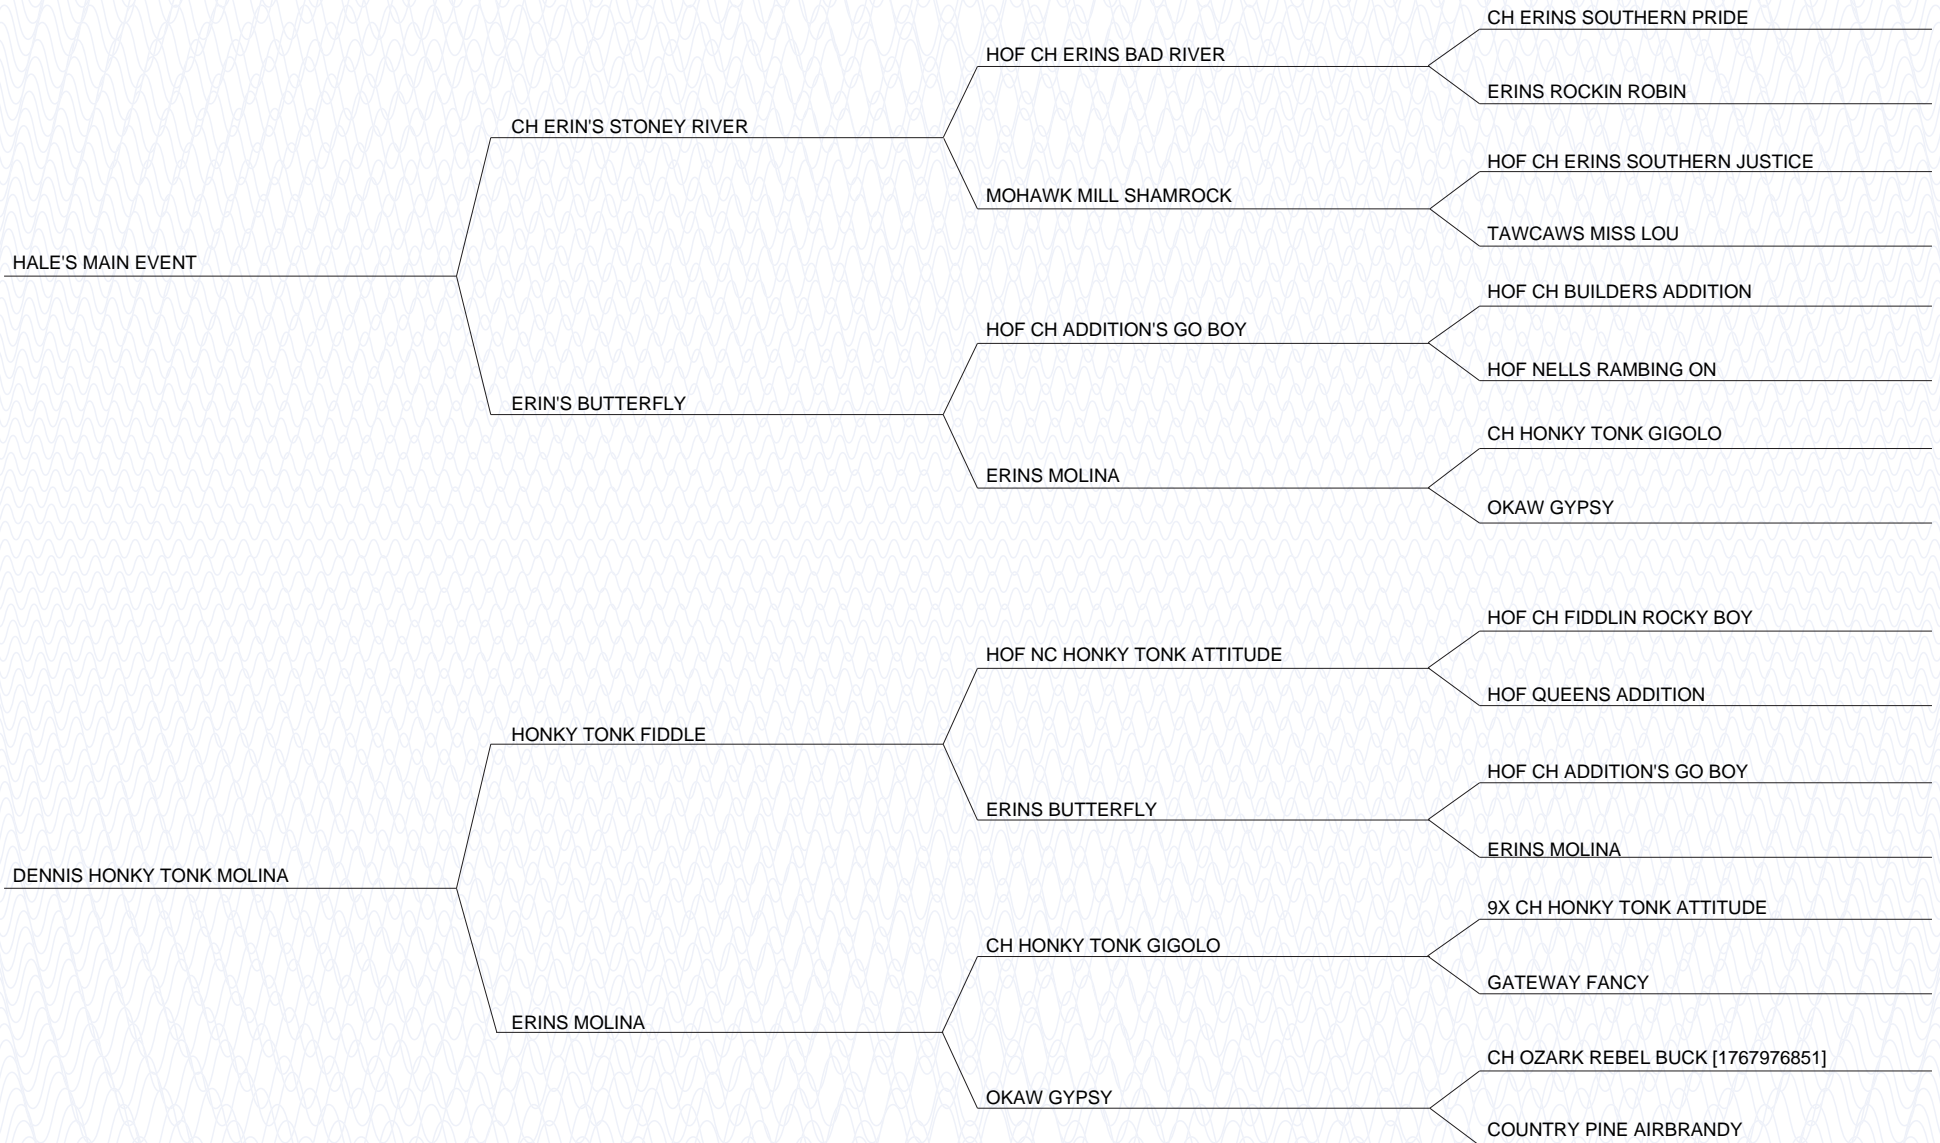 CH ERINS SOUTHERN PRIDE
HOF CH ERINS BAD RIVER
ERINS ROCKIN ROBIN
CH ERIN'S STONEY RIVER
HOF CH ERINS SOUTHERN JUSTICE
MOHAWK MILL SHAMROCK
TAWCAWS MISS LOU
HALE'S MAIN EVENT
HOF CH BUILDERS ADDITION
HOF CH ADDITION'S GO BOY
HOF NELLS RAMBING ON
ERIN'S BUTTERFLY
CH HONKY TONK GIGOLO
ERINS MOLINA
OKAW GYPSY
HOF CH FIDDLIN ROCKY BOY
HOF NC HONKY TONK ATTITUDE
HOF QUEENS ADDITION
HONKY TONK FIDDLE
HOF CH ADDITION'S GO BOY
ERINS BUTTERFLY
ERINS MOLINA
DENNIS HONKY TONK MOLINA
9X CH HONKY TONK ATTITUDE
CH HONKY TONK GIGOLO
GATEWAY FANCY
ERINS MOLINA
CH OZARK REBEL BUCK [1767976851]
OKAW GYPSY
COUNTRY PINE AIRBRANDY